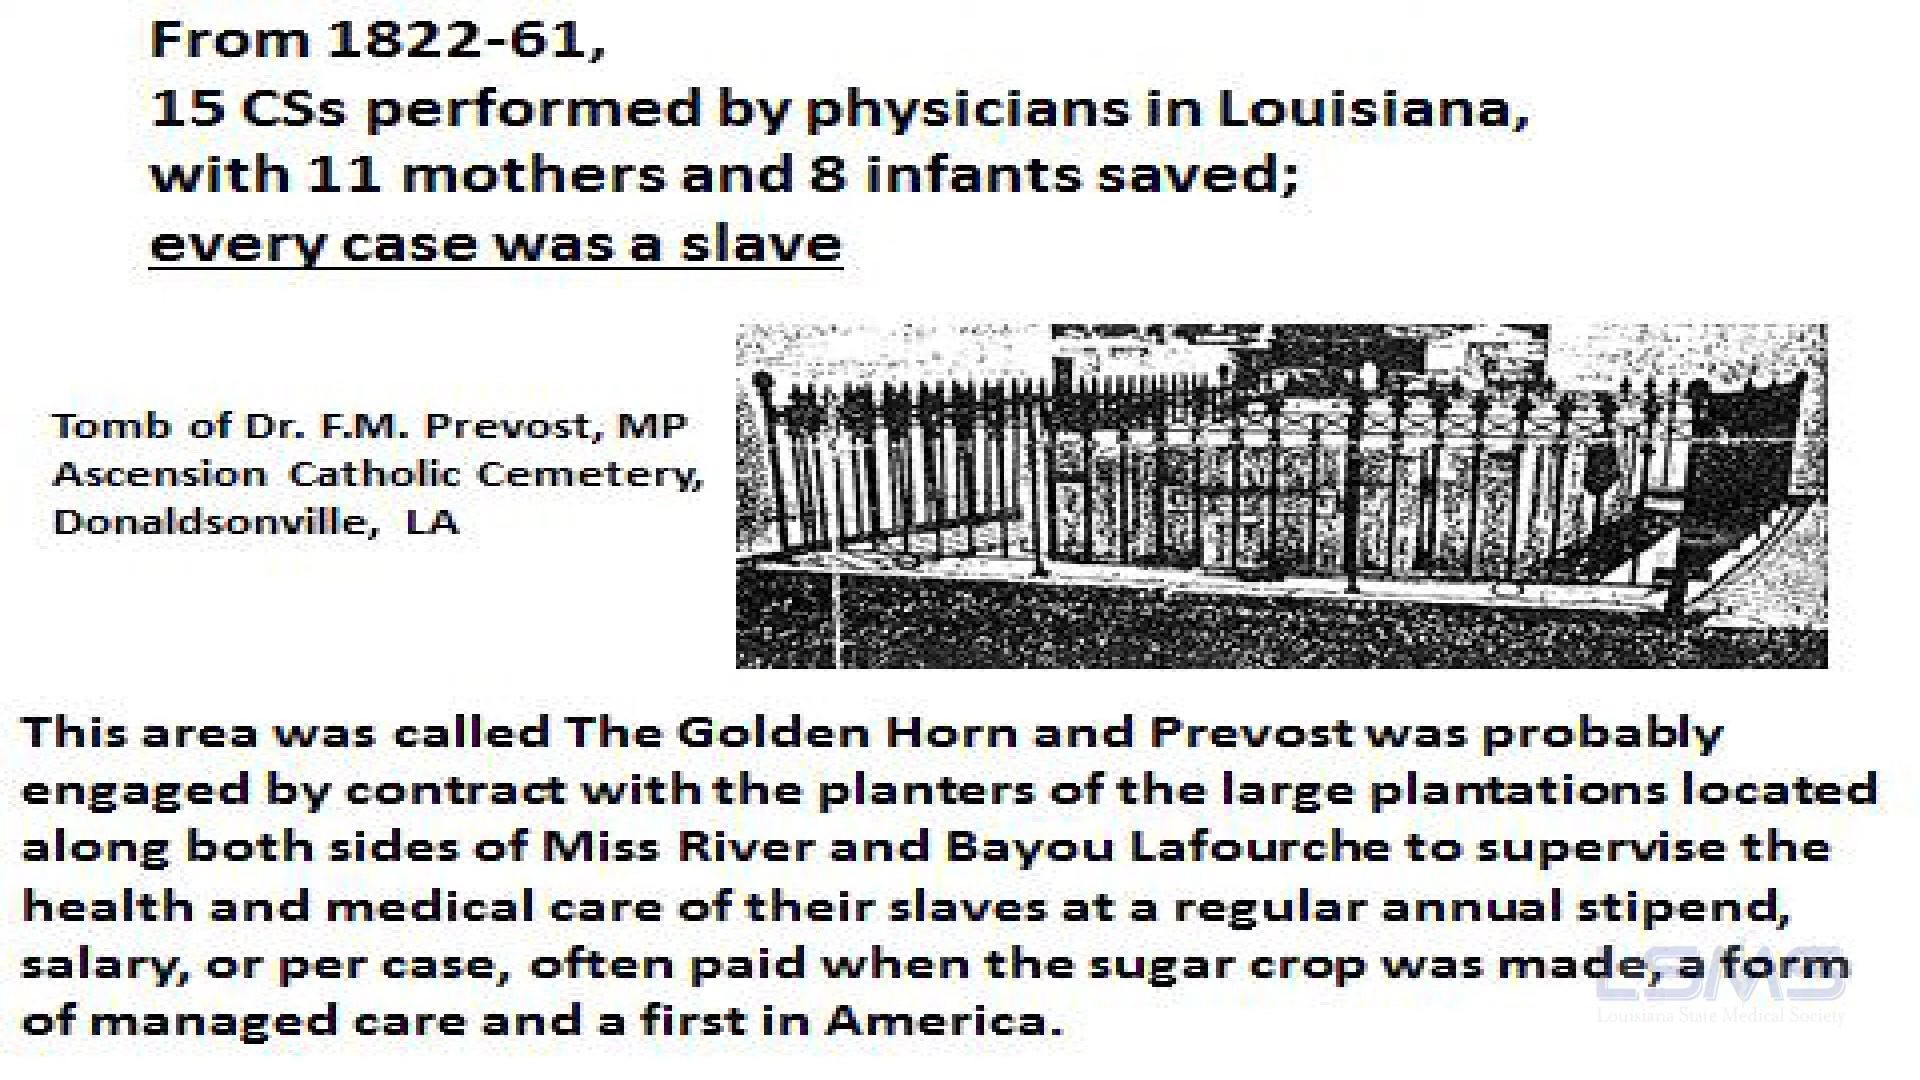 From 1822-61,
15 CSs performed by physicians in Louisiana,
with 11 mothers and 8 infants saved;
every case was a slave
Tomb of Dr. F.M. Prevost, MP
Ascension Catholic Cemetery,
Donaldsonville, LA
This area was called The Golden Horn and Prevost was probably
engaged by contract with the planters of the large plantations located
along both sides of Miss River and Bayou Lafourche to supervise the
health and medical care of their slaves at a regular annual stipend,
salary, or per case, often paid when the sugar crop was made, a form
of managed care and a first in America.
LSMS
Louisiana State Medical Society